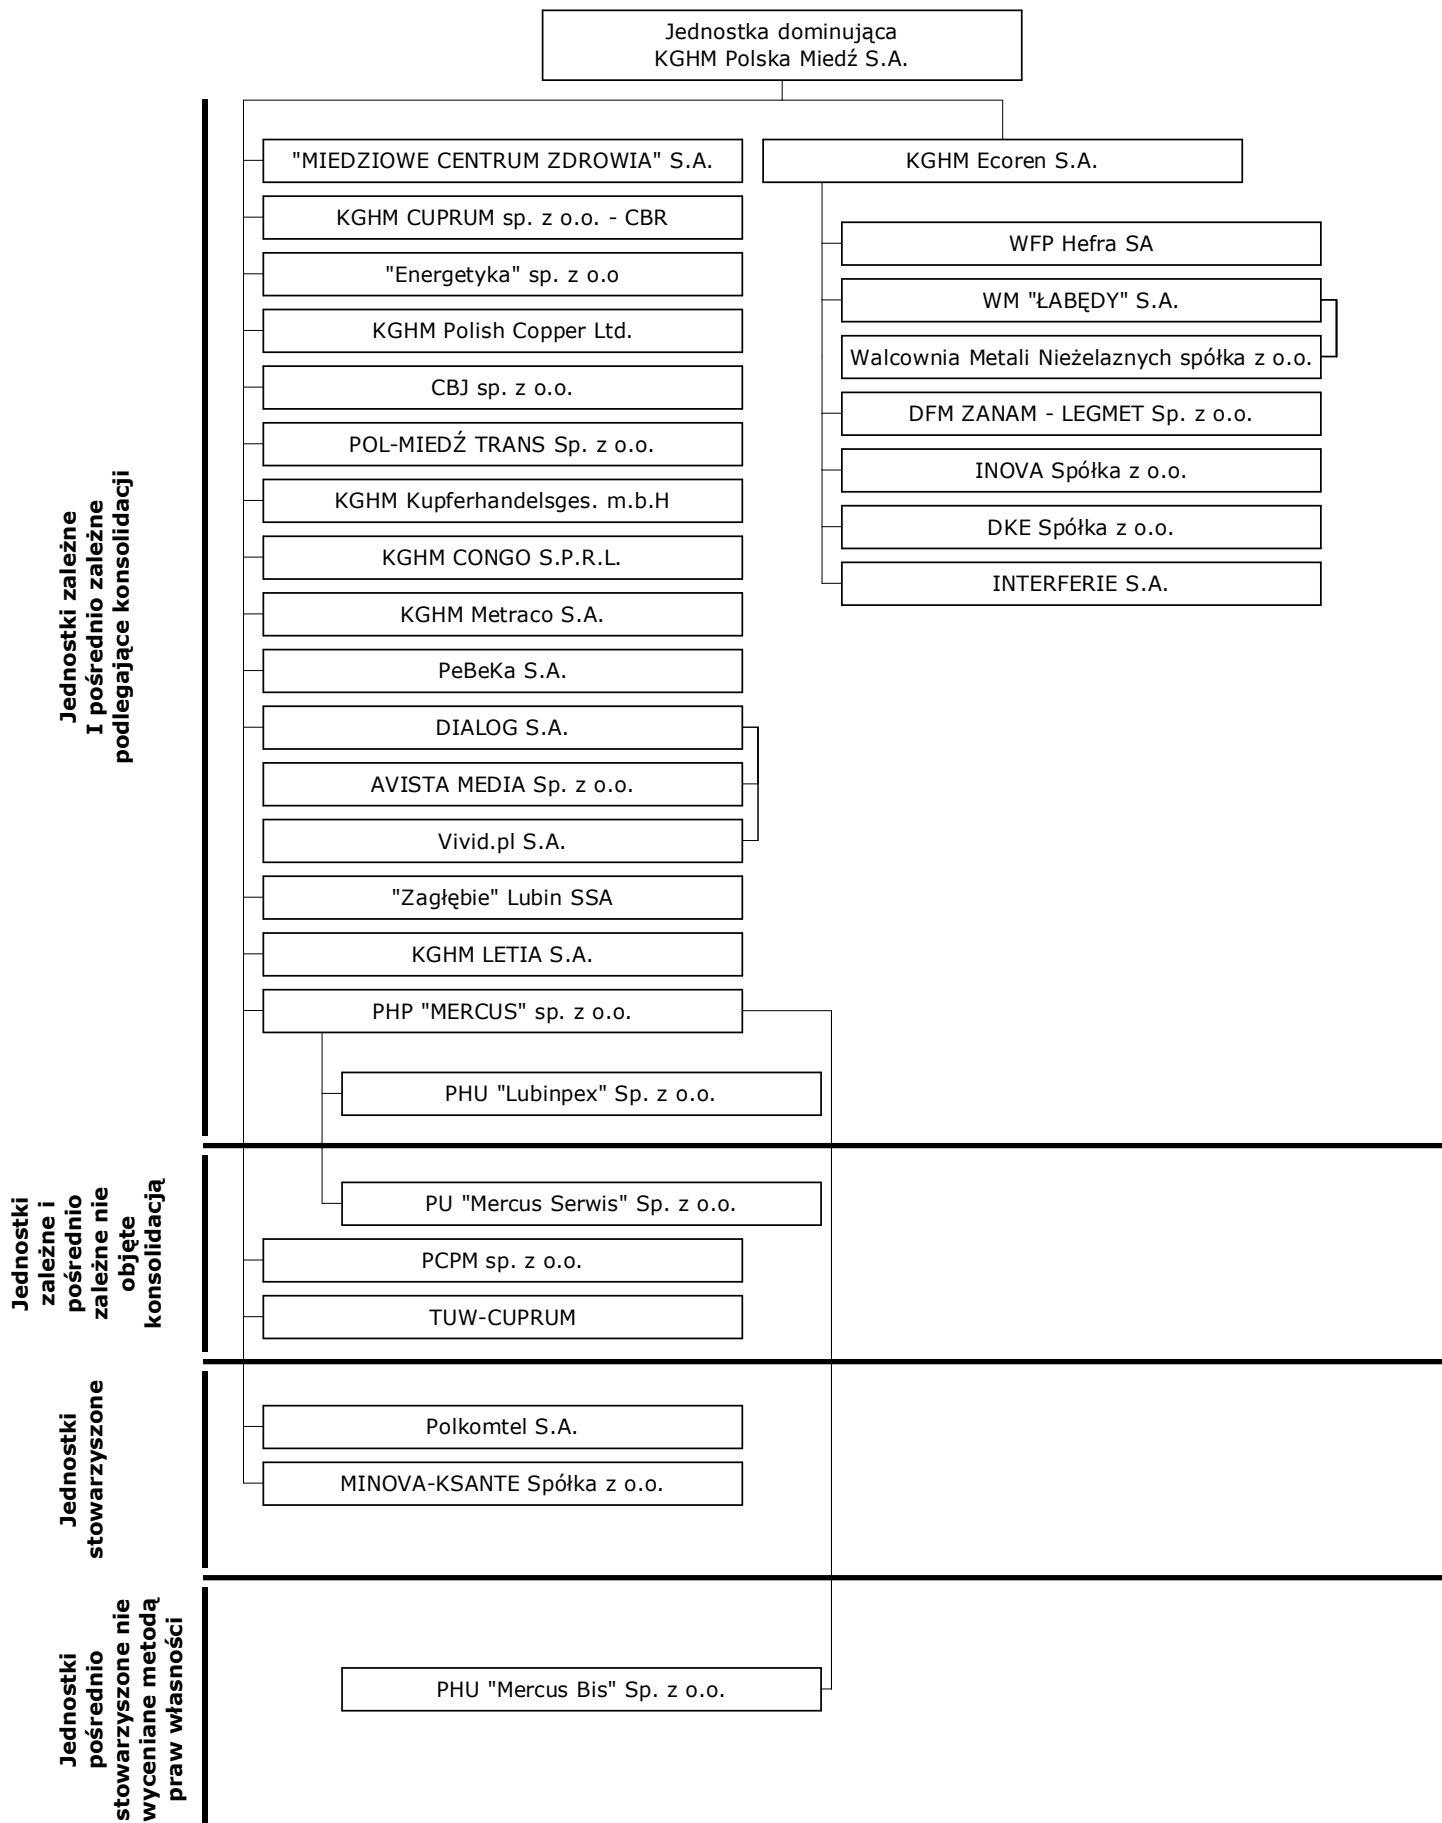 Jednostka dominująca
KGHM Polska Miedź S.A.
Jednostki zależne
I pośrednio zależne
podlegające konsolidacji
"MIEDZIOWE CENTRUM ZDROWIA" S.A.
KGHM CUPRUM sp. z o.o. - CBR
"Energetyka" sp. z o.o
KGHM Polish Copper Ltd.
CBJ sp. z o.o.
POL-MIEDŹ TRANS Sp. z o.o.
KGHM Kupferhandelsges. m.b.H
KGHM CONGO S.P.R.L.
KGHM Metraco S.A.
PeBeKa S.A.
DIALOG S.A.
AVISTA MEDIA Sp. z o.o.
Vivid.pl S.A.
"Zagłębie" Lubin SSA
KGHM LETIA S.A.
PHP "MERCUS" sp. z o.o.
PHU "Lubinpex" Sp. z o.o.
KGHM Ecoren S.A.
WFP Hefra SA
WM "ŁABĘDY" S.A.
Walcownia Metali Nieżelaznych spółka z o.o.
DFM ZANAM - LEGMET Sp. z o.o.
INOVA Spółka z o.o.
DKE Spółka z o.o.
INTERFERIE S.A.
Jednostki
zależne i
pośrednio
zależne nie
objęte
konsolidacją
PU "Mercus Serwis" Sp. z o.o.
PCPM sp. z o.o.
TUW-CUPRUM
Jednostki
stowarzyszone
Polkomtel S.A.
MINOVA-KSANTE Spółka z o.o.
Jednostki
pośrednio
stowarzyszone nie
wyceniane metodą
praw własności
PHU "Mercus Bis" Sp. z o.o.